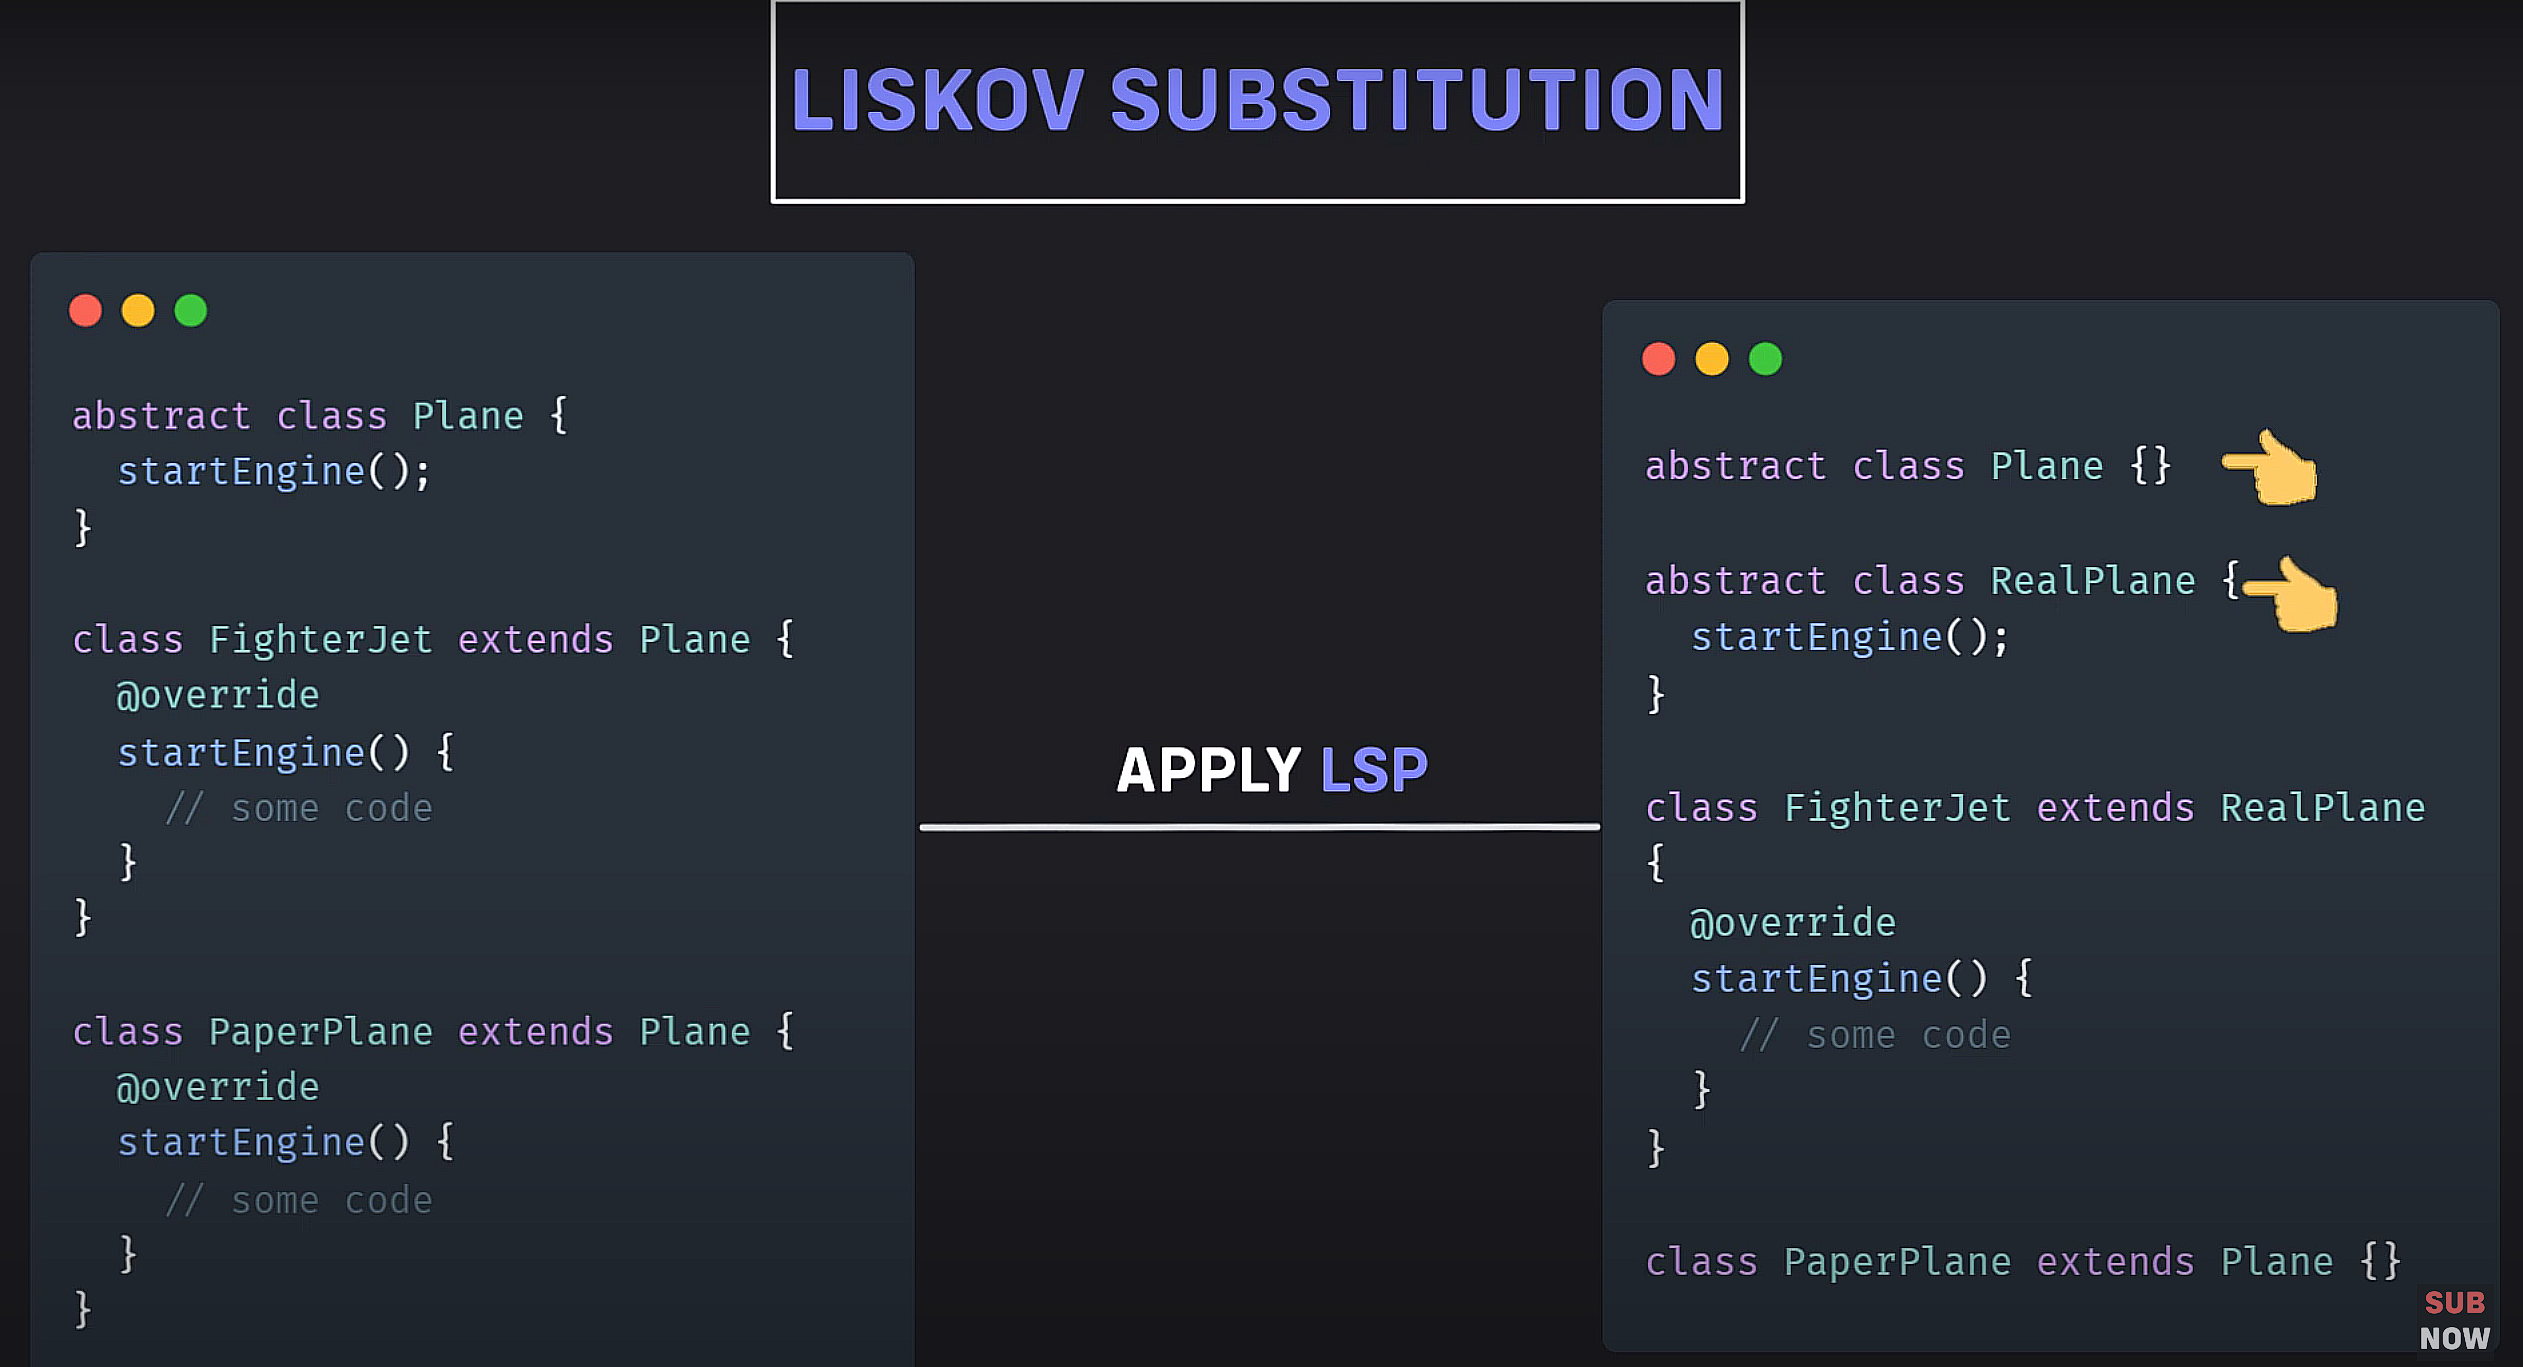 LISKOV SUBSTITUTION
abstract class Plane {
startEngine();
}
class FighterJet extends Plane {
@override
startEngine() {
// some code
}
}
class PaperPlane extends Plane {
@override
startEngine() {
// some code
}
}
APPLY LSP
abstract class Plane {}
abstract class RealPlane {
startEngine();
}
class FighterJet extends RealPlane
{
@override
startEngine() {
// some code
}
}
class PaperPlane extends Plane {}
SUB
NOW